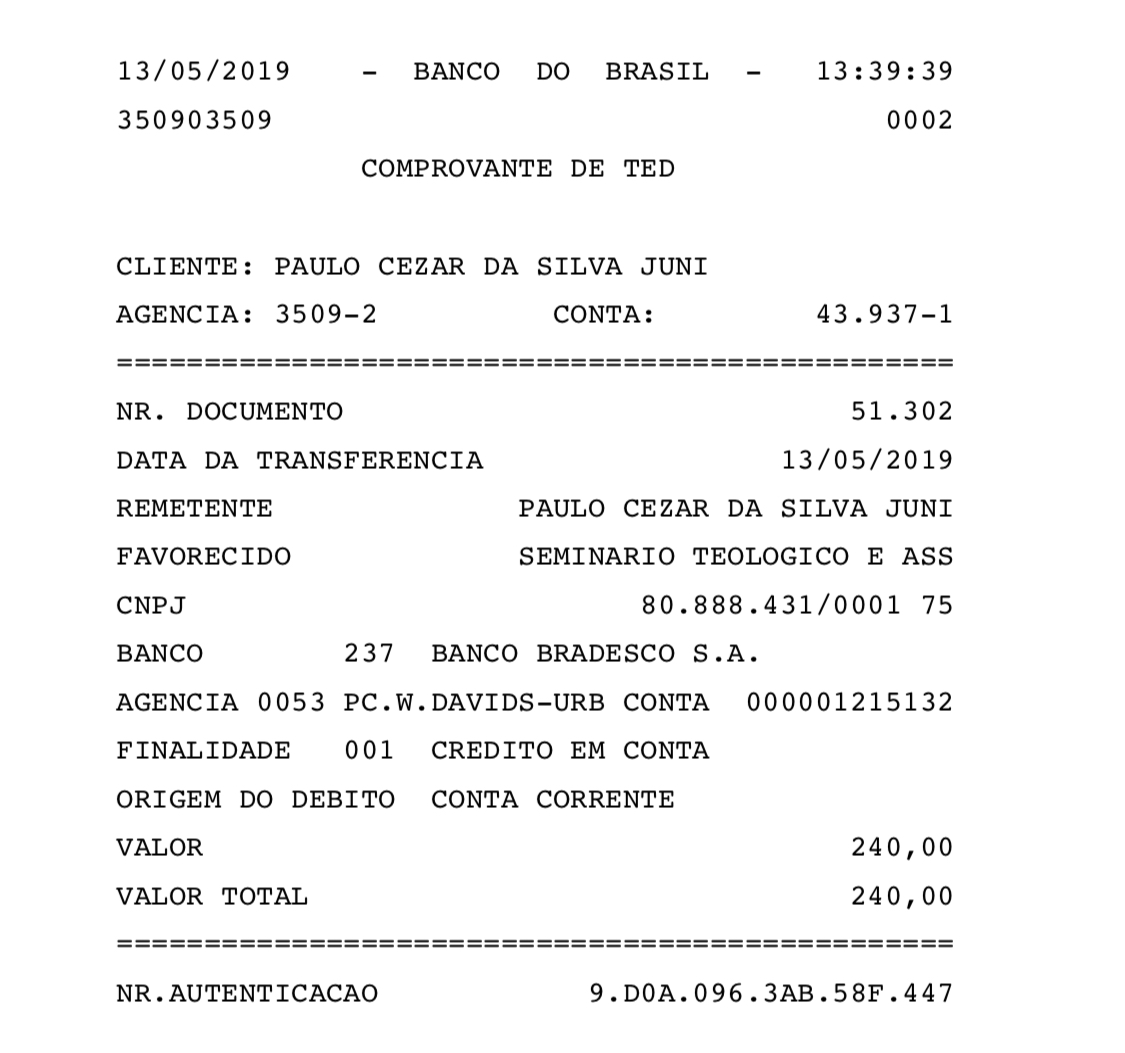 13/05/2019 - BANCO DO BRASIL - 13:39:39
350903509 0002
COMPROVANTE DE TED
CLIENTE: PAULO CEZAR DA SILVA JUNI
AGENCIA: 3509-2 CONTA: 43.937-1
================================================
NR. DOCUMENTO 51.302
DATA DA TRANSFERENCIA 13/05/2019
REMETENTE PAULO CEZAR DA SILVA JUNI
FAVORECIDO SEMINARIO TEOLOGICO E ASS
CNPJ 80.888.431/0001 75
BANCO 237 BANCO BRADESCO S.A.
AGENCIA 0053 PC.W.DAVIDS-URB CONTA 000001215132
FINALIDADE 001 CREDITO EM CONTA
ORIGEM DO DEBITO CONTA CORRENTE
VALOR 240,00
VALOR TOTAL 240,00
================================================
NR.AUTENTICACAO 9.D0A.096.3AB.58F.447